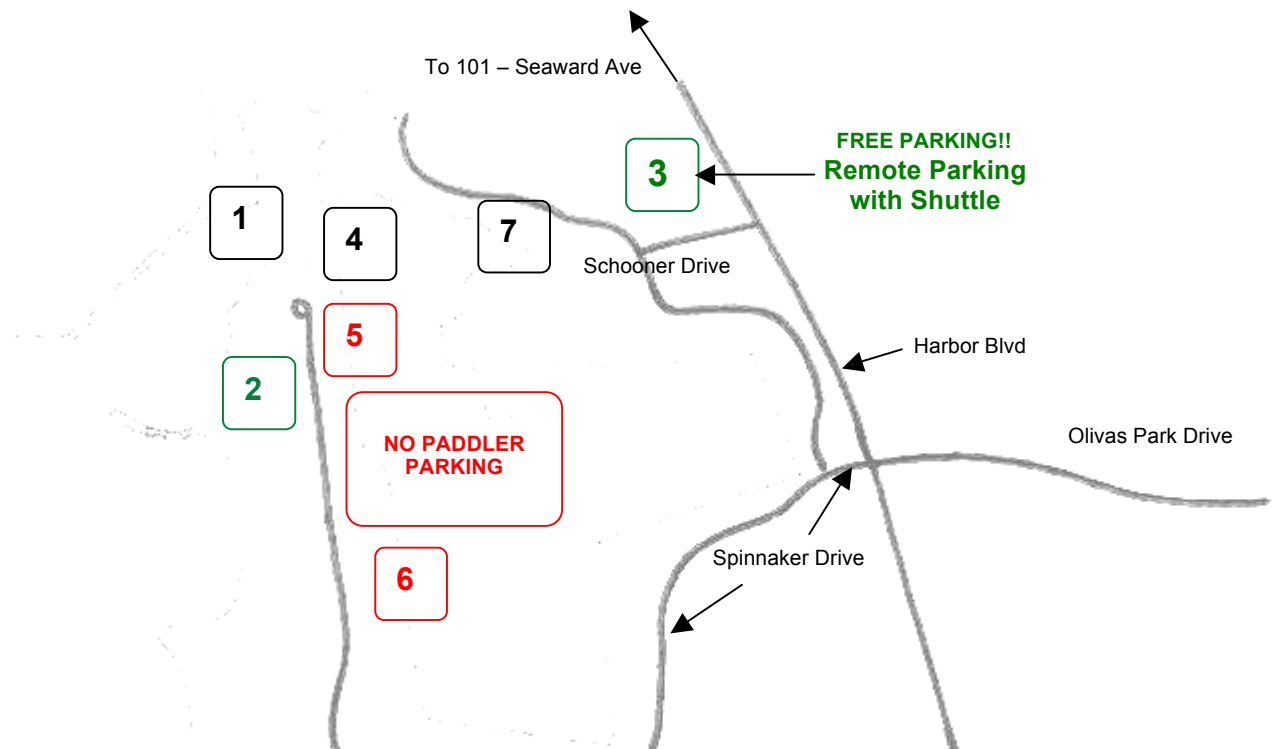 To 101 – Seaward Ave
FREE PARKING!!
Remote Parking
with Shuttle
3
1
4
7
Schooner Drive
5
Harbor Blvd
2
NO PADDLER
PARKING
Olivas Park Drive
Spinnaker Drive
6